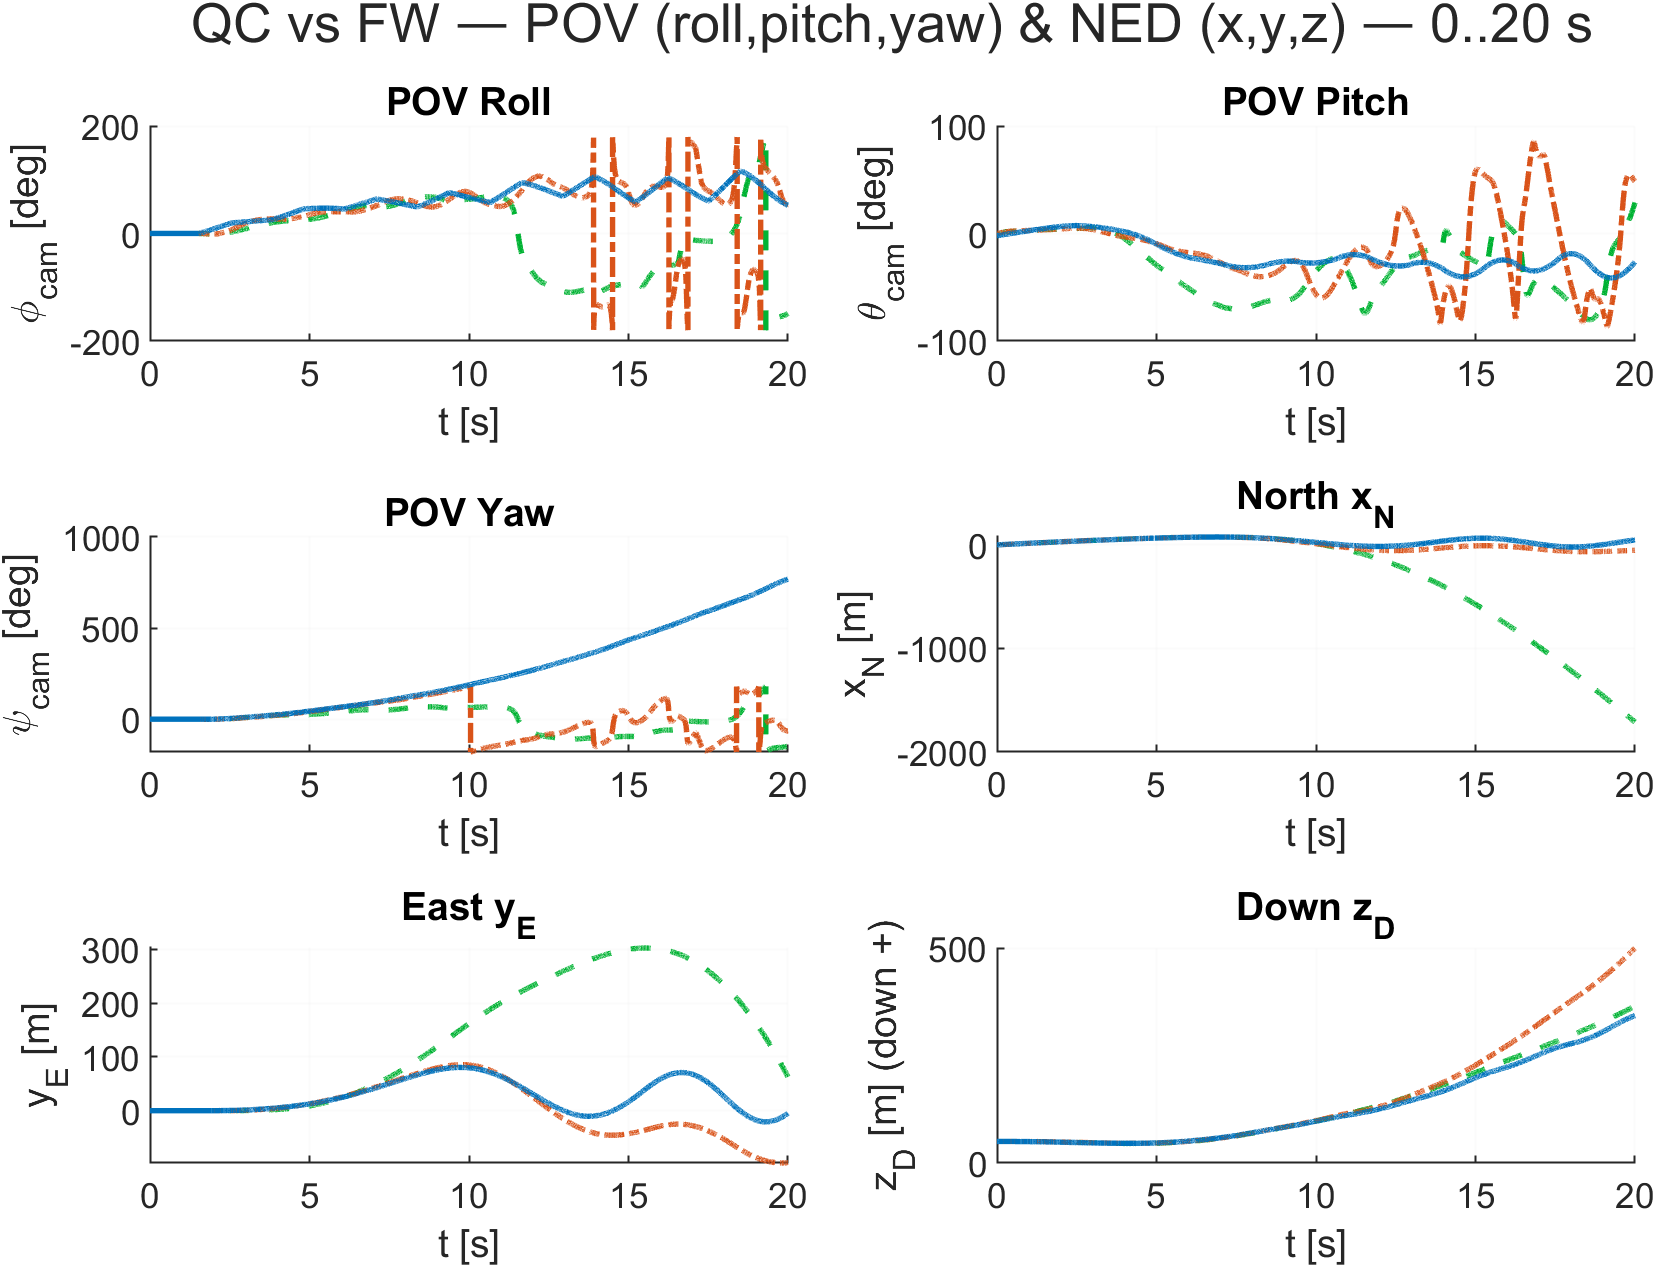 QC vs FW — POV (roll,pitch,yaw) & NED (x,y,z) — 0..20 s
POV Roll
ϕcam [deg]
200
0
-200
0 5 10 15 20
t [s]
POV Pitch
θcam [deg]
100
0
-100
0 5 10 15 20
t [s]
POV Yaw
ψcam [deg]
1000
500
0
0 5 10 15 20
t [s]
North xN
xN [m]
0
-1000
-2000
0 5 10 15 20
t [s]
East yE
yE [m]
300
200
100
0
0 5 10 15 20
t [s]
Down zD
zD [m] (down +)
500
0
0 5 10 15 20
t [s]